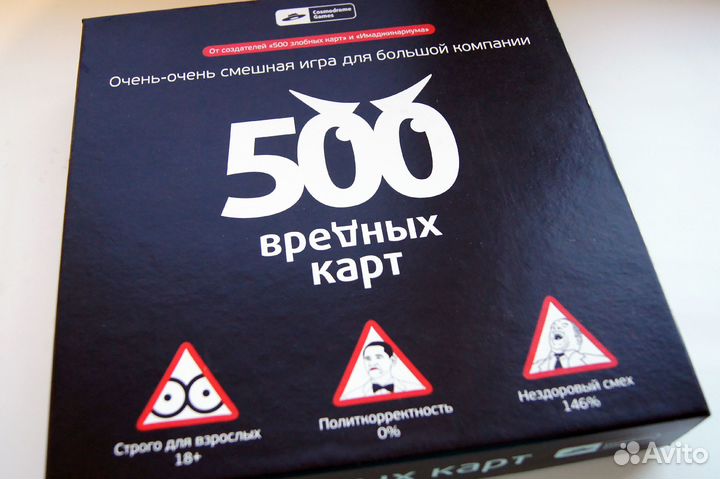 Cosmodrome
Games
От создателей «500 злобных карт» и «Имаджинариума»
Очень-очень смешная игра для большой компании
500
вредных
карт
Строго для взрослых
18+
Политкорректность
0%
Нездоровый смех
146%
ых карт
Avito